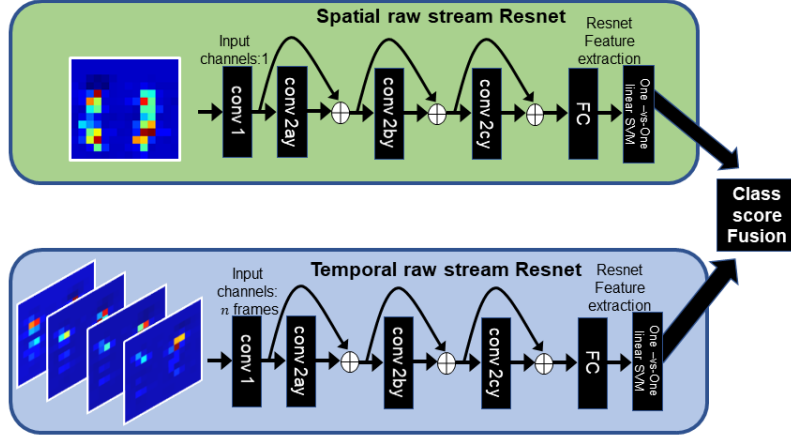 Spatial raw stream Resnet
Input
channels:1
conv 1
conv 2ay
conv 2by
conv 2cy
Resnet
Feature
extraction
FC
One –vs-One
linear SVM
Class
score
Fusion
Temporal raw stream Resnet
Input
channels:
n frames
conv 1
conv 2ay
conv 2by
conv 2cy
Resnet
Feature
extraction
FC
One –vs-One
linear SVM